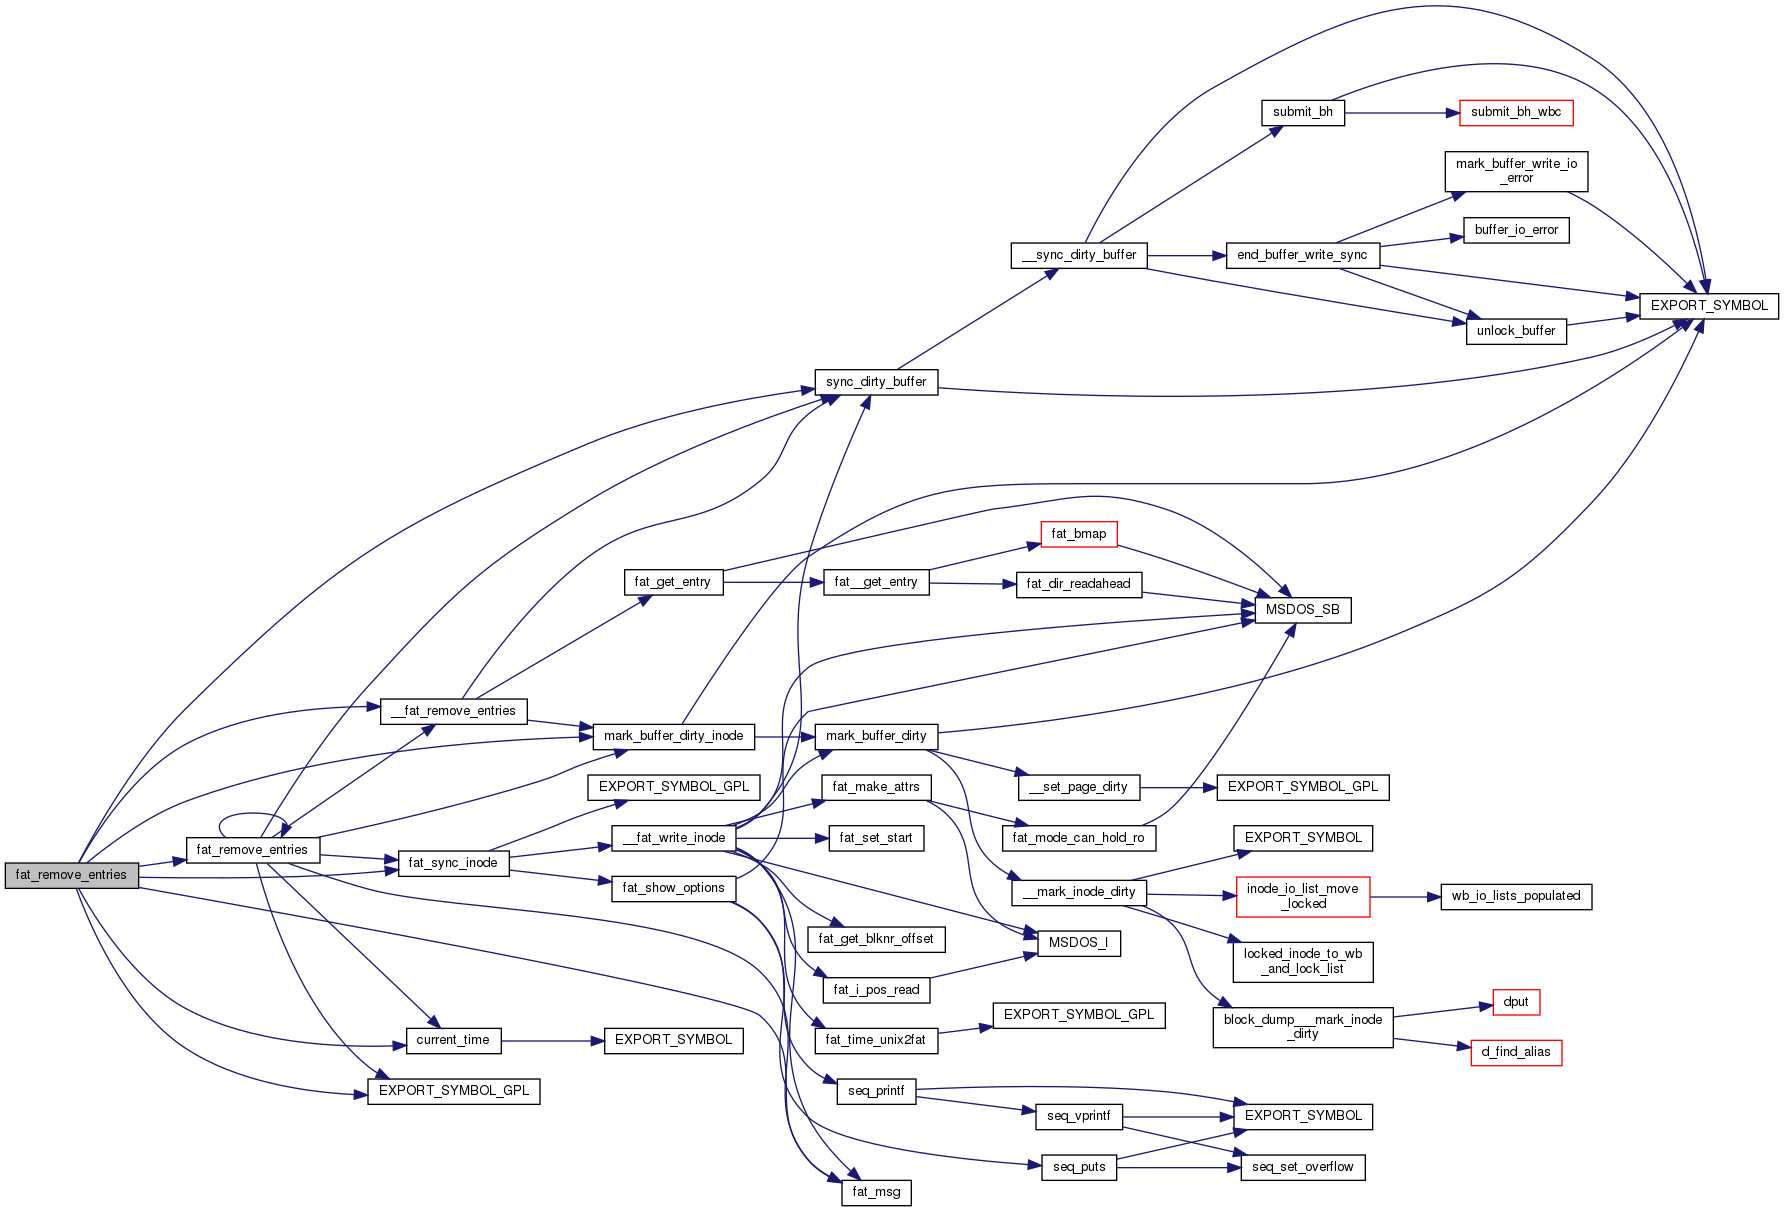 submit_bh
submit_bh_wbc
mark_buffer_write_io
_error
buffer_io_error
__sync_dirty_buffer
end_buffer_write_sync
EXPORT_SYMBOL
unlock_buffer
sync_dirty_buffer
fat_bmap
fat_get_entry
fat__get_entry
fat_dir_readahead
MSDOS_SB
__fat_remove_entries
mark_buffer_dirty_inode
mark_buffer_dirty
EXPORT_SYMBOL_GPL
fat_make_attrs
__set_page_dirty
EXPORT_SYMBOL_GPL
fat_remove_entries
__fat_write_inode
fat_set_start
fat_mode_can_hold_ro
EXPORT_SYMBOL
fat_remove_entries
fat_sync_inode
fat_show_options
__mark_inode_dirty
inode_io_list_move
_locked
wb_io_lists_populated
fat_get_blknr_offset
MSDOS_I
locked_inode_to_wb
_and_lock_list
fat_i_pos_read
EXPORT_SYMBOL_GPL
block_dump___mark_inode
_dirty
dput
current_time
EXPORT_SYMBOL
fat_time_unix2fat
d_find_alias
EXPORT_SYMBOL_GPL
seq_printf
seq_vprintf
EXPORT_SYMBOL
seq_puts
seq_set_overflow
fat_msg